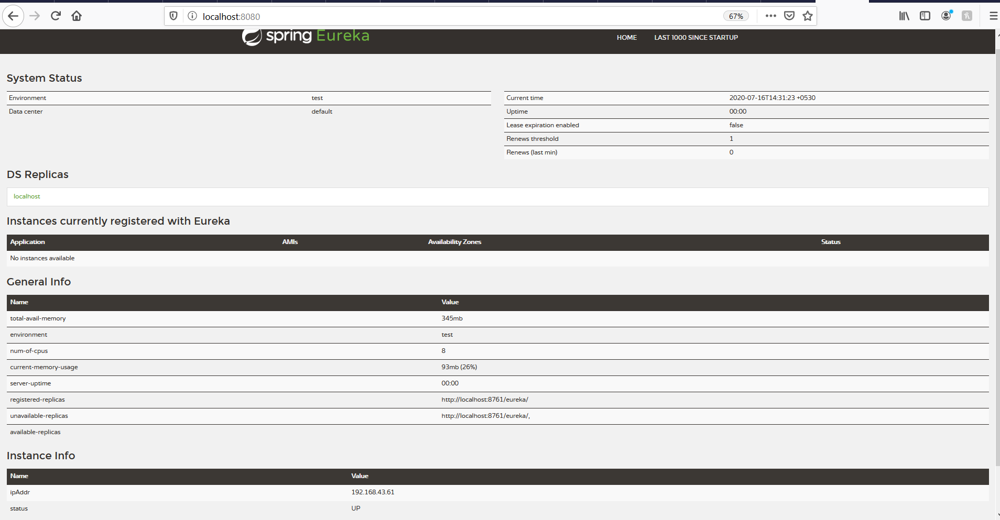 localhost:8080
67%
spring Eureka
HOME LAST 1000 SINCE STARTUP
System Status
Environment test
Data center default
Current time 2020-07-16T14:31:23 +0530
Uptime 00:00
Lease expiration enabled false
Renews threshold 1
Renews (last min) 0
DS Replicas
localhost
Instances currently registered with Eureka
Application AMIs Availability Zones Status
No instances available
General Info
Name Value
total-avail-memory 345mb
environment test
num-of-cpus 8
current-memory-usage 93mb (26%)
server-uptime 00:00
registered-replicas http://localhost:8761/eureka/
unavailable-replicas http://localhost:8761/eureka/,
available-replicas
Instance Info
Name Value
ipAddr 192.168.43.61
status UP